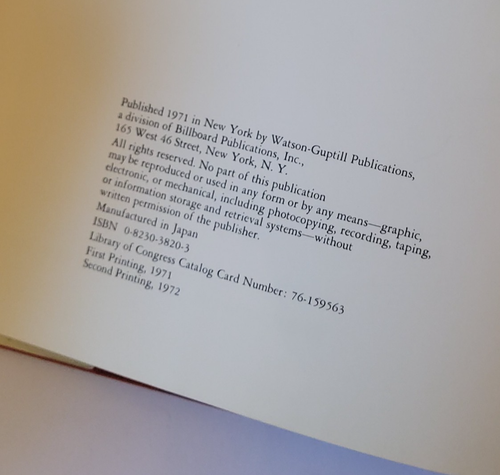 Published 1971 in New York by Watson-Guptill Publications,
a division of Billboard Publications, Inc.,
165 West 46 Street, New York, N. Y.
All rights reserved. No part of this publication
may be reproduced or used in any form or by any means—graphic,
electronic, or mechanical, including photocopying, recording, taping,
or information storage and retrieval systems—without
written permission of the publisher.
Manufactured in Japan
ISBN 0-8230-3820-3
Library of Congress Catalog Card Number: 76-159563
First Printing, 1971
Second Printing, 1972